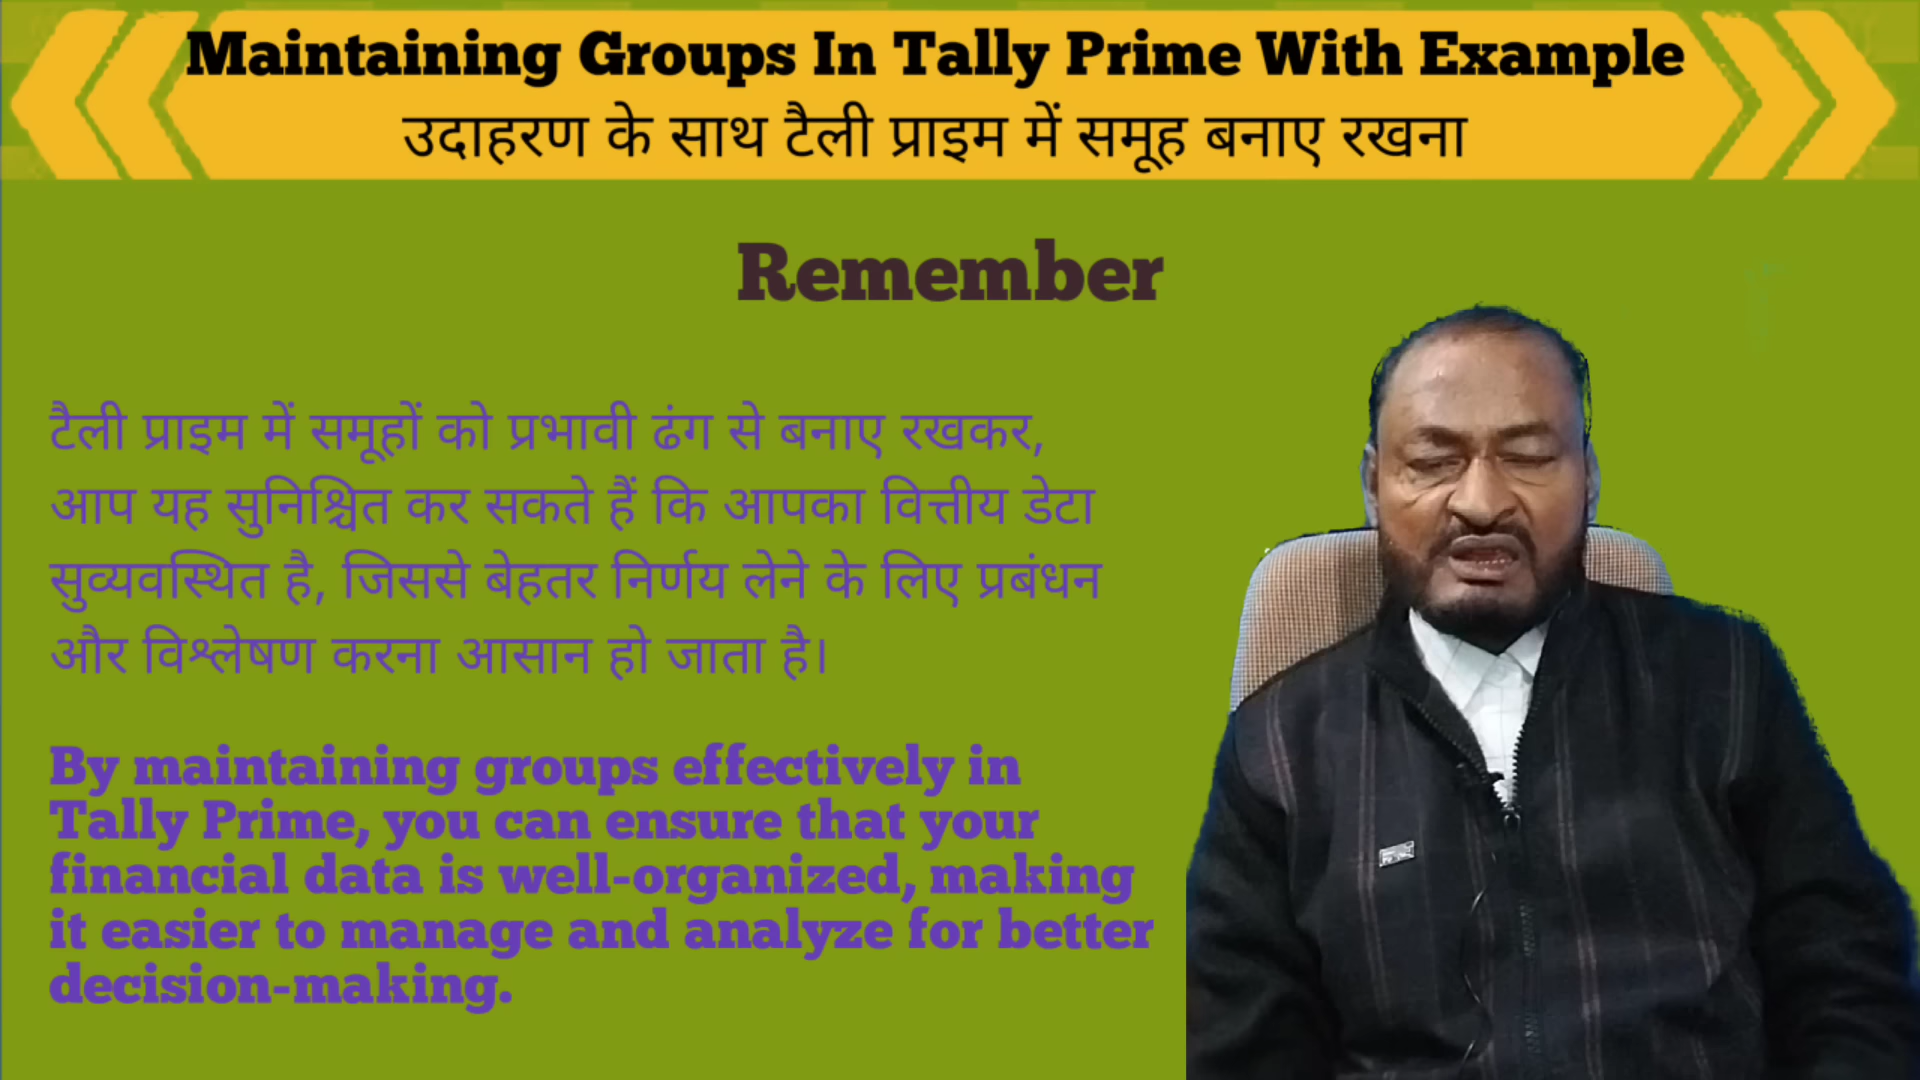 Maintaining Groups In Tally Prime With Example
उदाहरण के साथ टैली प्राइम में समूह बनाए रखना
Remember
टैली प्राइम में समूहों को प्रभावी ढंग से बनाए रखकर,
आप यह सुनिश्चित कर सकते हैं कि आपका वित्तीय डेटा
सुव्यवस्थित है, जिससे बेहतर निर्णय लेने के लिए प्रबंधन
और विश्लेषण करना आसान हो जाता है।
By maintaining groups effectively in
Tally Prime, you can ensure that your
financial data is well-organized, making
it easier to manage and analyze for better
decision-making.